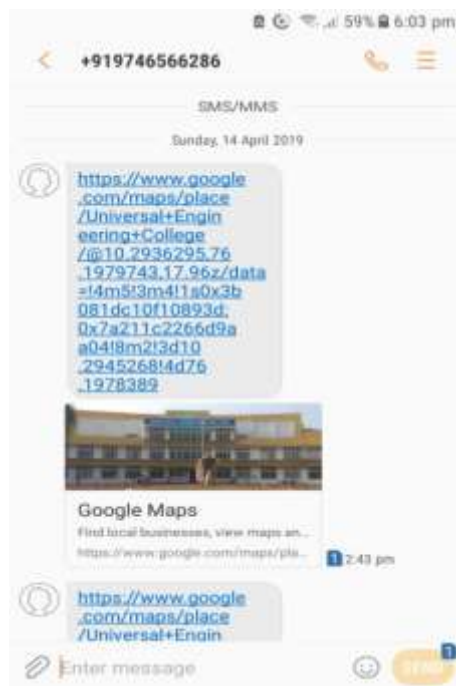 59% 6:03 pm
+919746566286
SMS/MMS
Sunday, 14 April 2019
https://www.google
.com/maps/place
/Universal+Engin
eering+College
/@10.2936295,76
.1979743,17.96z/data
=!4m5!3m4!1s0x3b
081dc10f10893d:
0x7a211c2266d9a
a04!8m2!3d10
.2945268!4d76
.1978389
Google Maps
Find local businesses, view maps an...
https://www.google.com/maps/pla...
1 2:43 pm
https://www.google
.com/maps/place
/Universal+Engin
Enter message
SEND
1